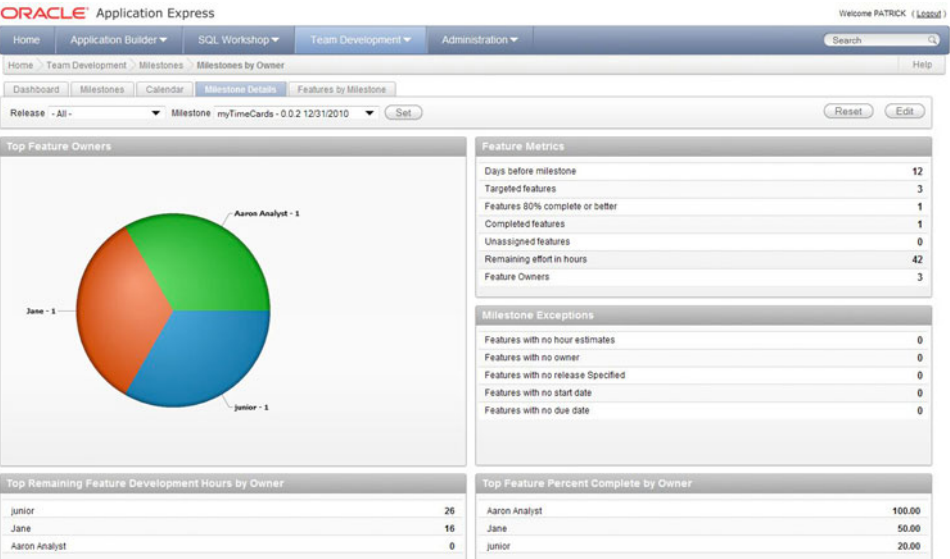 ORACLE® Application Express
Welcome PATRICK ( Logout )
Home Application Builder SQL Workshop Team Development Administration Search
Home Team Development Milestones Milestones by Owner Help
Dashboard Milestones Calendar Milestone Details Features by Milestone
Release - All - Milestone myTimeCards - 0.0.2 12/31/2010 Set Reset Edit
Top Feature Owners
Aaron Analyst - 1
Jane - 1
junior - 1
Feature Metrics
Days before milestone 12
Targeted features 3
Features 80% complete or better 1
Completed features 1
Unassigned features 0
Remaining effort in hours 42
Feature Owners 3
Milestone Exceptions
Features with no hour estimates 0
Features with no owner 0
Features with no release Specified 0
Features with no start date 0
Features with no due date 0
Top Remaining Feature Development Hours by Owner
junior 26
Jane 16
Aaron Analyst 0
Top Feature Percent Complete by Owner
Aaron Analyst 100.00
Jane 50.00
junior 20.00